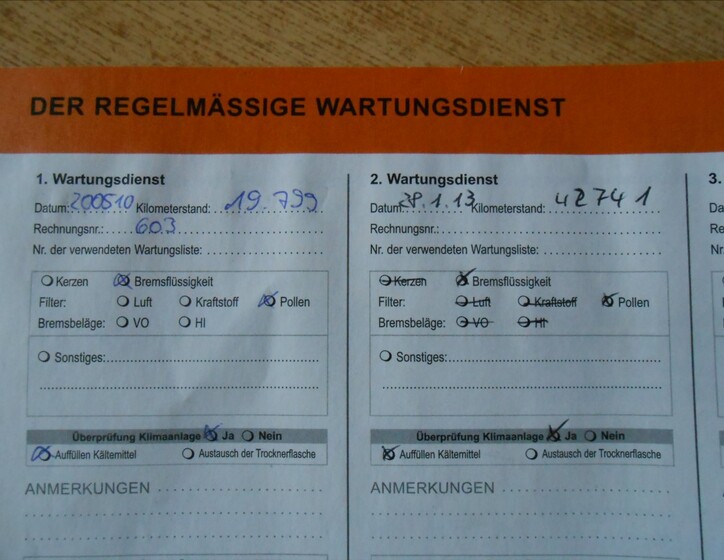 DER REGELMÄSSIGE WARTUNGSDIENST
1. Wartungsdienst
Datum: 200510 Kilometerstand: 19.799
Rechnungsnr.: 603
Nr. der verwendeten Wartungsliste:
Kerzen Bremsflüssigkeit
Filter: Luft Kraftstoff Pollen
Bremsbeläge: VO HI
Sonstiges:
Überprüfung Klimaanlage Ja Nein
Auffüllen Kältemittel Austausch der Trocknerflasche
ANMERKUNGEN
2. Wartungsdienst
Datum: 28.1.13 Kilometerstand: 42741
Rechnungsnr.:
Nr. der verwendeten Wartungsliste:
Kerzen Bremsflüssigkeit
Filter: Luft Kraftstoff Pollen
Bremsbeläge: VO HI
Sonstiges:
Überprüfung Klimaanlage Ja Nein
Auffüllen Kältemittel Austausch der Trocknerflasche
ANMERKUNGEN
3.
Da
Re
Nr